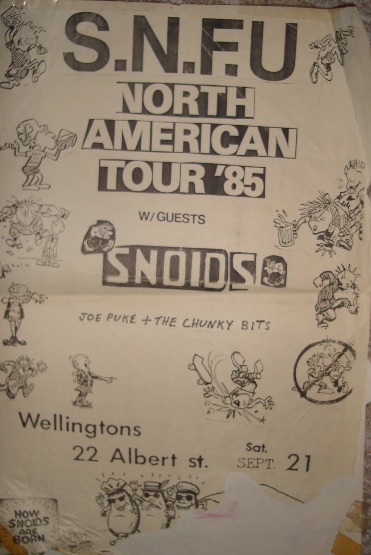 S.N.F.U
NORTH
AMERICAN
TOUR '85
W/ GUESTS
SNOIDS
JOE PUKE + THE CHUNKY BITS
Wellingtons
22 Albert st.
Sat.
SEPT. 21
HOW
SNOIDS
ARE
BORN